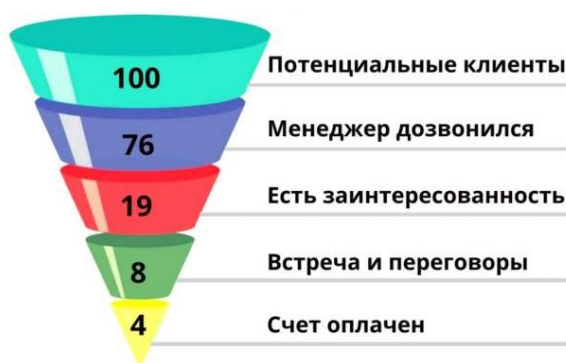 100
Потенциальные клиенты
76
Менеджер дозвонился
19
Есть заинтересованность
8
Встреча и переговоры
4
Счет оплачен